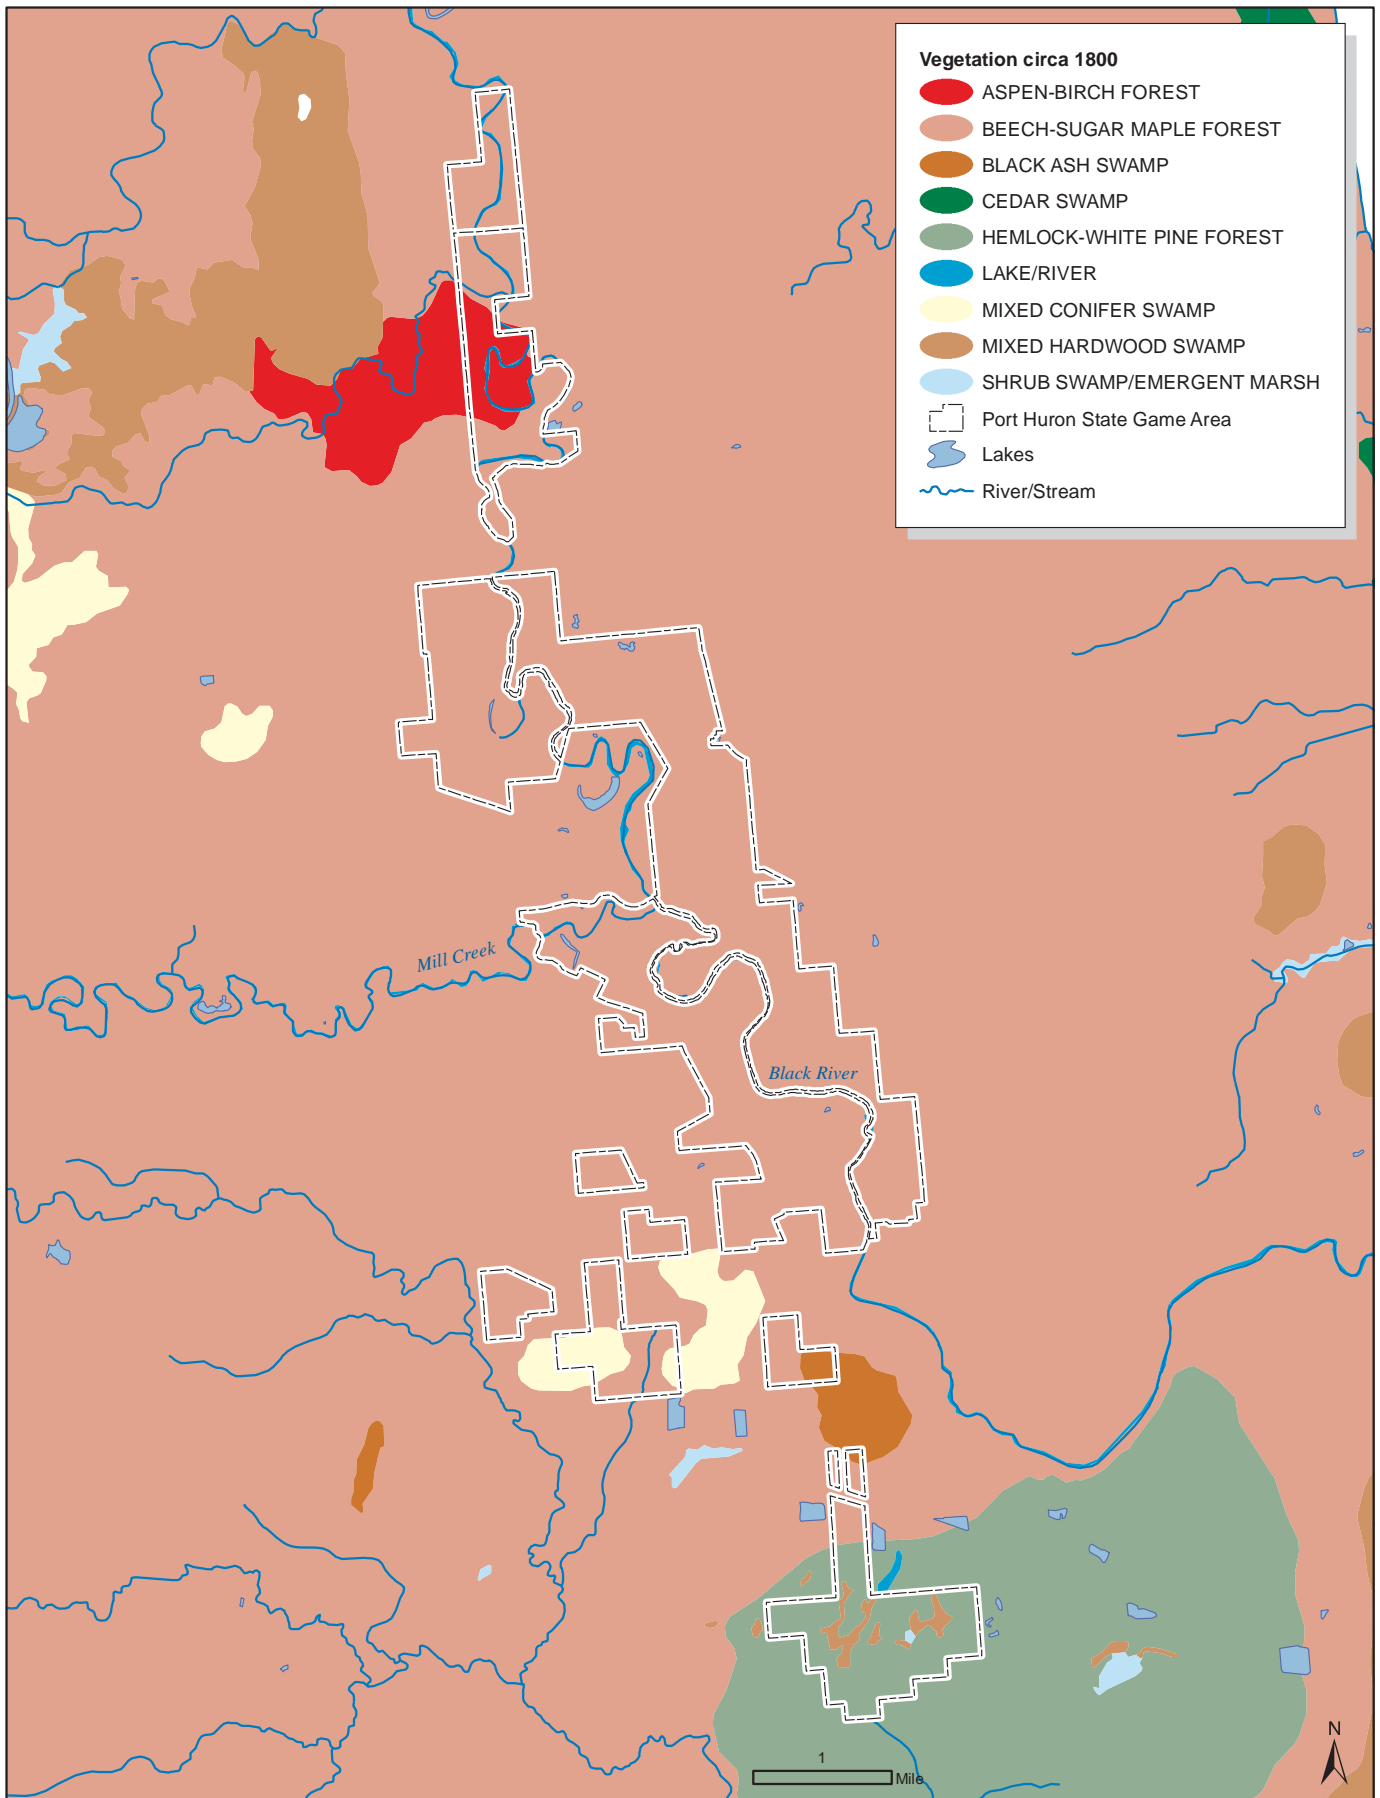 Vegetation circa 1800
ASPEN-BIRCH FOREST
BEECH-SUGAR MAPLE FOREST
BLACK ASH SWAMP
CEDAR SWAMP
HEMLOCK-WHITE PINE FOREST
LAKE/RIVER
MIXED CONIFER SWAMP
MIXED HARDWOOD SWAMP
SHRUB SWAMP/EMERGENT MARSH
Port Huron State Game Area
Lakes
River/Stream
Mill Creek
Black River
N
1
Mile